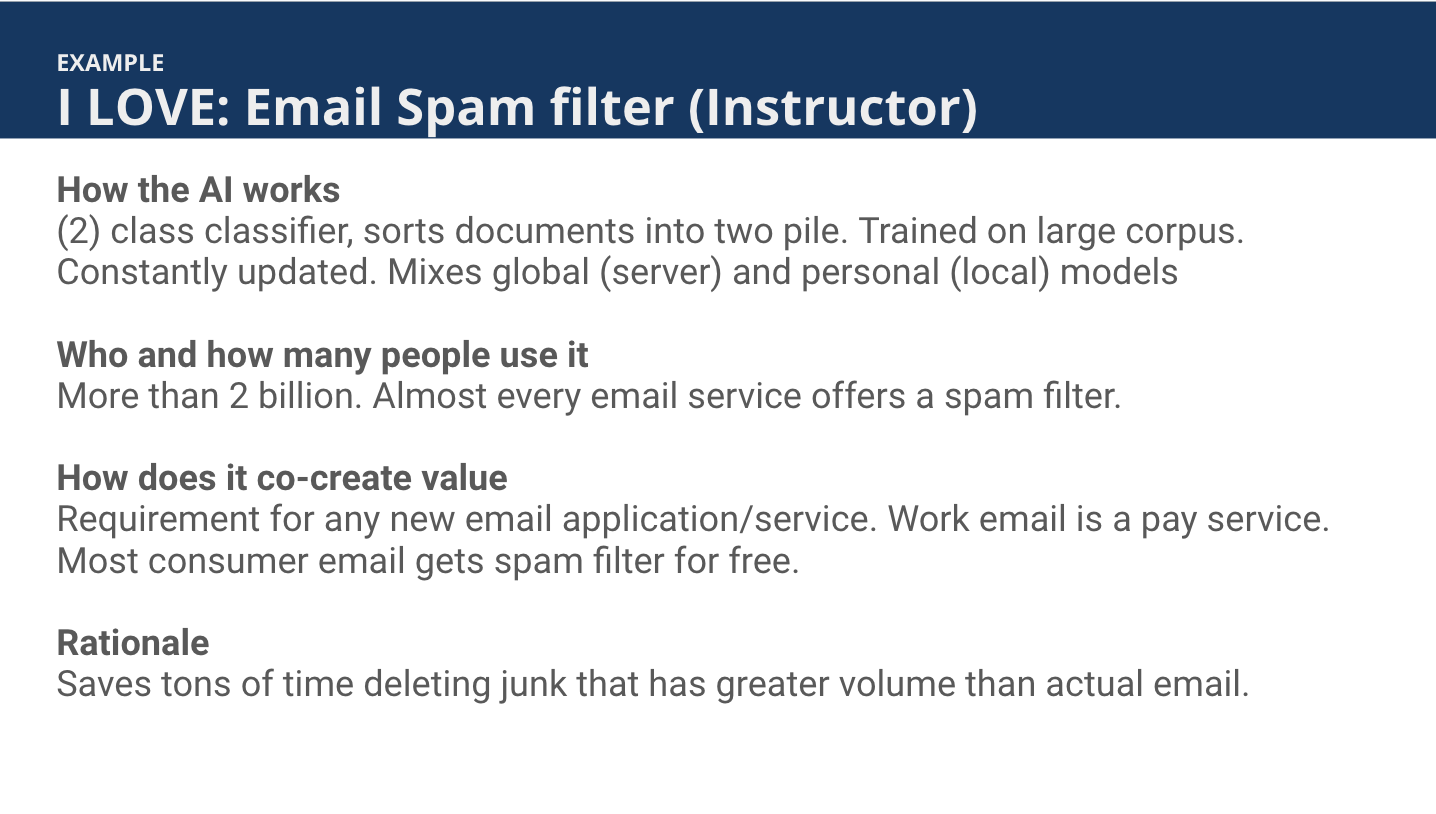 EXAMPLE
I LOVE: Email Spam filter (Instructor)
How the AI works
(2) class classifier, sorts documents into two pile. Trained on large corpus.
Constantly updated. Mixes global (server) and personal (local) models
Who and how many people use it
More than 2 billion. Almost every email service offers a spam filter.
How does it co-create value
Requirement for any new email application/service. Work email is a pay service.
Most consumer email gets spam filter for free.
Rationale
Saves tons of time deleting junk that has greater volume than actual email.